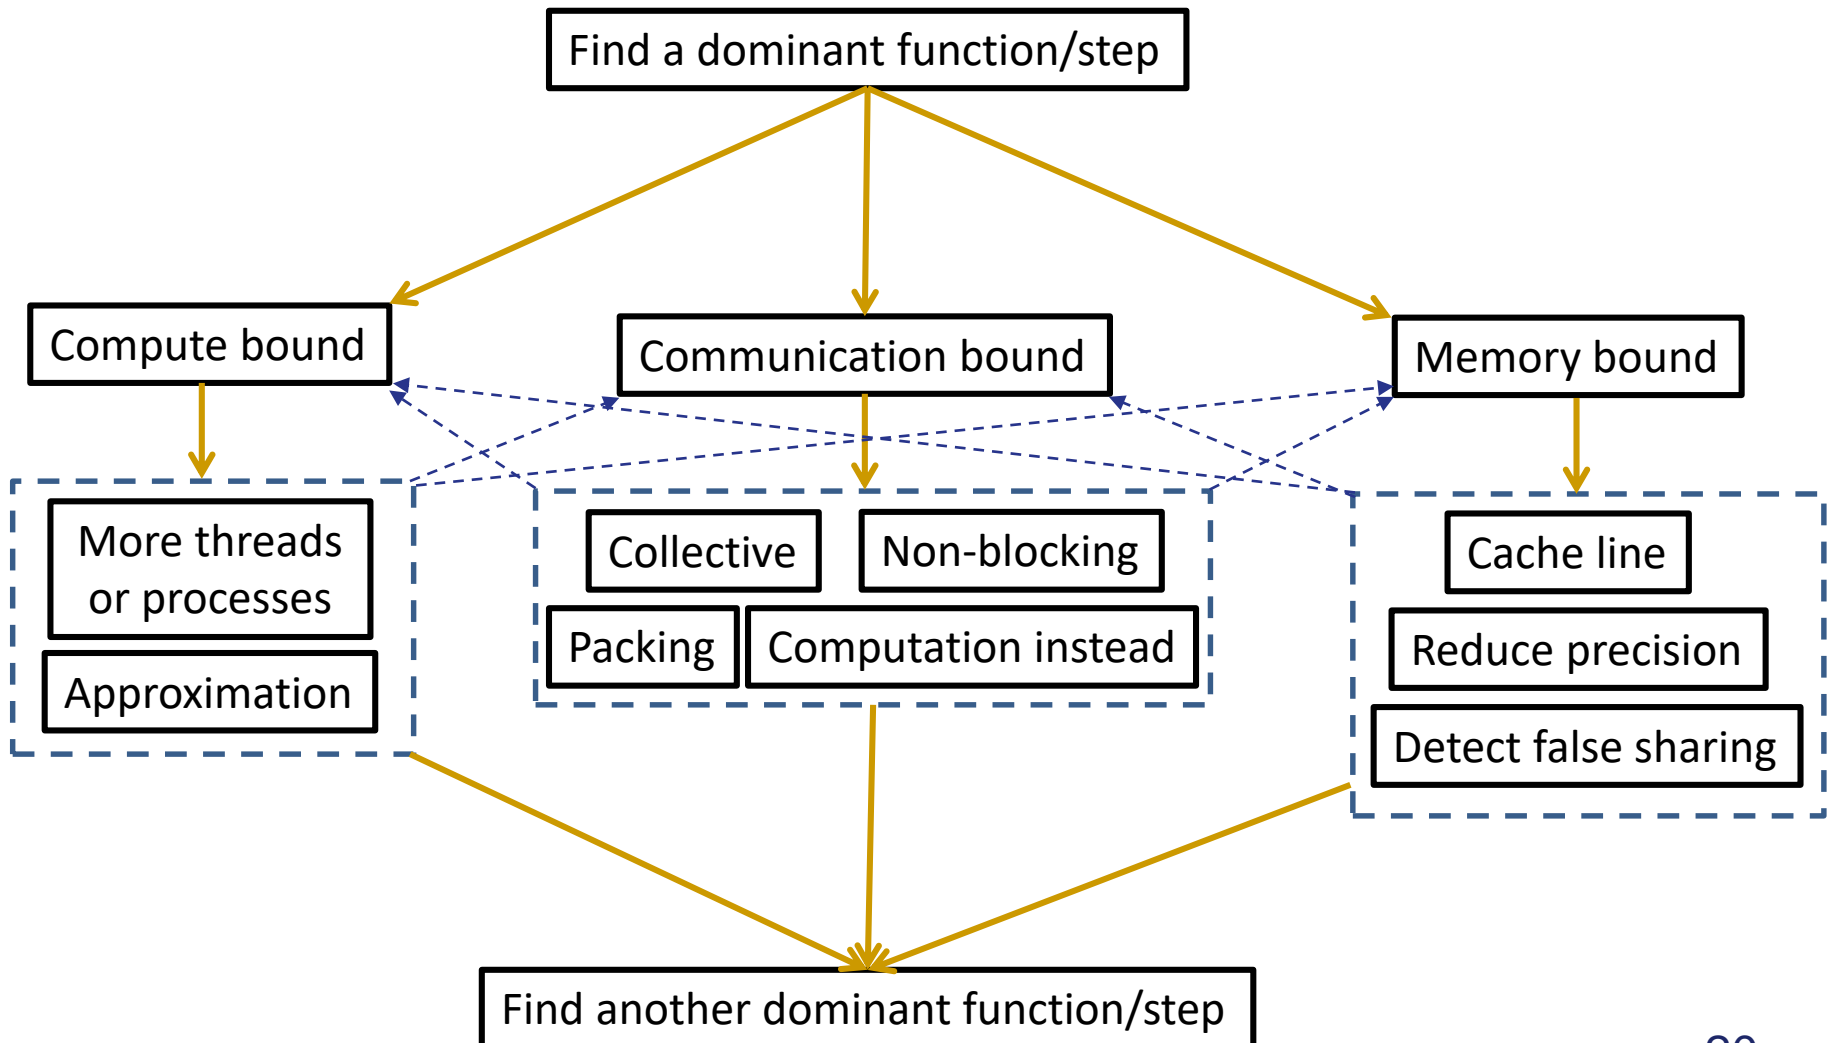 Find a dominant function/step
Compute bound
Communication bound
Memory bound
More threads
or processes
Approximation
Collective
Non-blocking
Packing
Computation instead
Cache line
Reduce precision
Detect false sharing
Find another dominant function/step